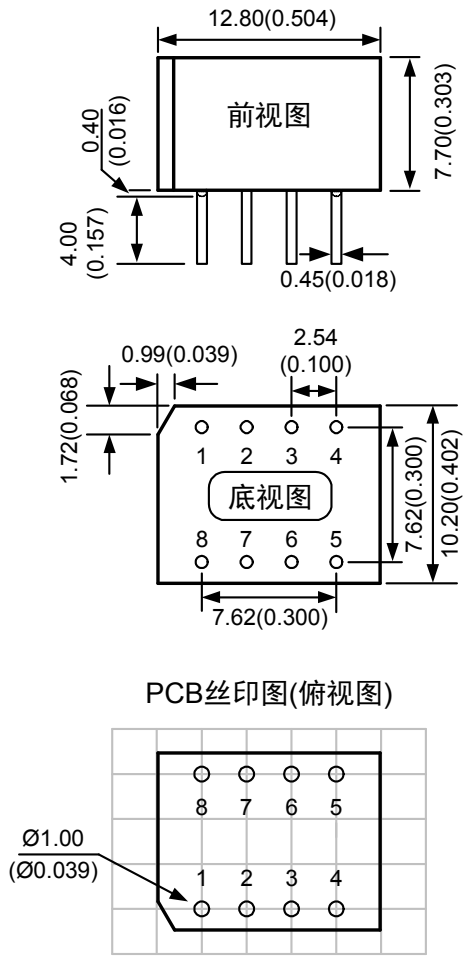 12.80(0.504)
前视图
7.70(0.303)
0.40
(0.016)
4.00
(0.157)
0.45(0.018)
2.54
(0.100)
0.99(0.039)
1.72(0.068)
1 2 3 4
底视图
8 7 6 5
7.62(0.300)
10.20(0.402)
7.62(0.300)
PCB丝印图(俯视图)
8 7 6 5
Ø1.00
(Ø0.039)
1 2 3 4